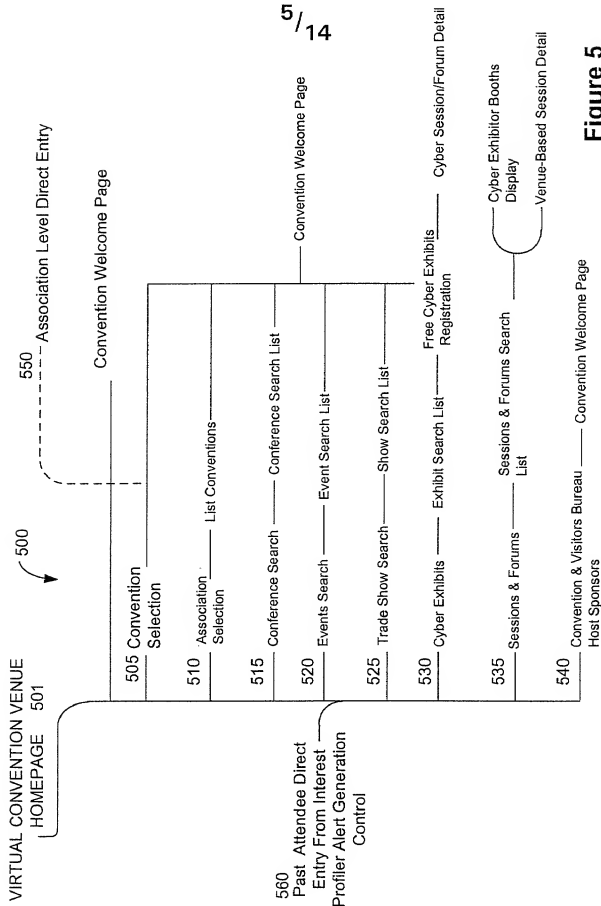 5/14
VIRTUAL CONVENTION VENUE
HOMEPAGE 501
500
550
Association Level Direct Entry
Convention Welcome Page
505 Convention
Selection
510 Association
Selection
List Conventions
515
Conference Search
Conference Search List
Convention Welcome Page
520
Events Search
Event Search List
525
Trade Show Search
Show Search List
530
Cyber Exhibits
Exhibit Search List
Free Cyber Exhibits
Registration
Cyber Session/Forum Detail
535
Sessions & Forums
Sessions & Forums Search
List
Cyber Exhibitor Booths
Display
Venue-Based Session Detail
540
Convention & Visitors Bureau
Host Sponsors
Convention Welcome Page
560
Past Attendee Direct
Entry From Interest
Profiler Alert Generation
Control
Figure 5